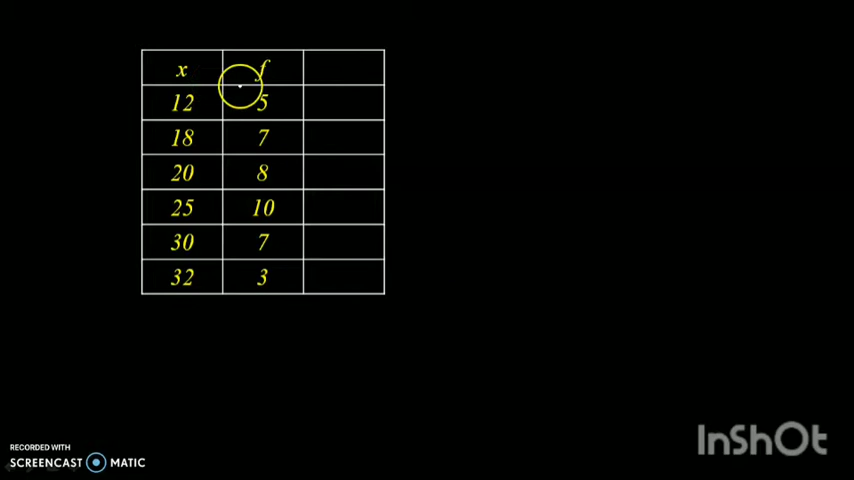 x f
12 5
18 7
20 8
25 10
30 7
32 3
RECORDED WITH
SCREENCAST MATIC
InShOt